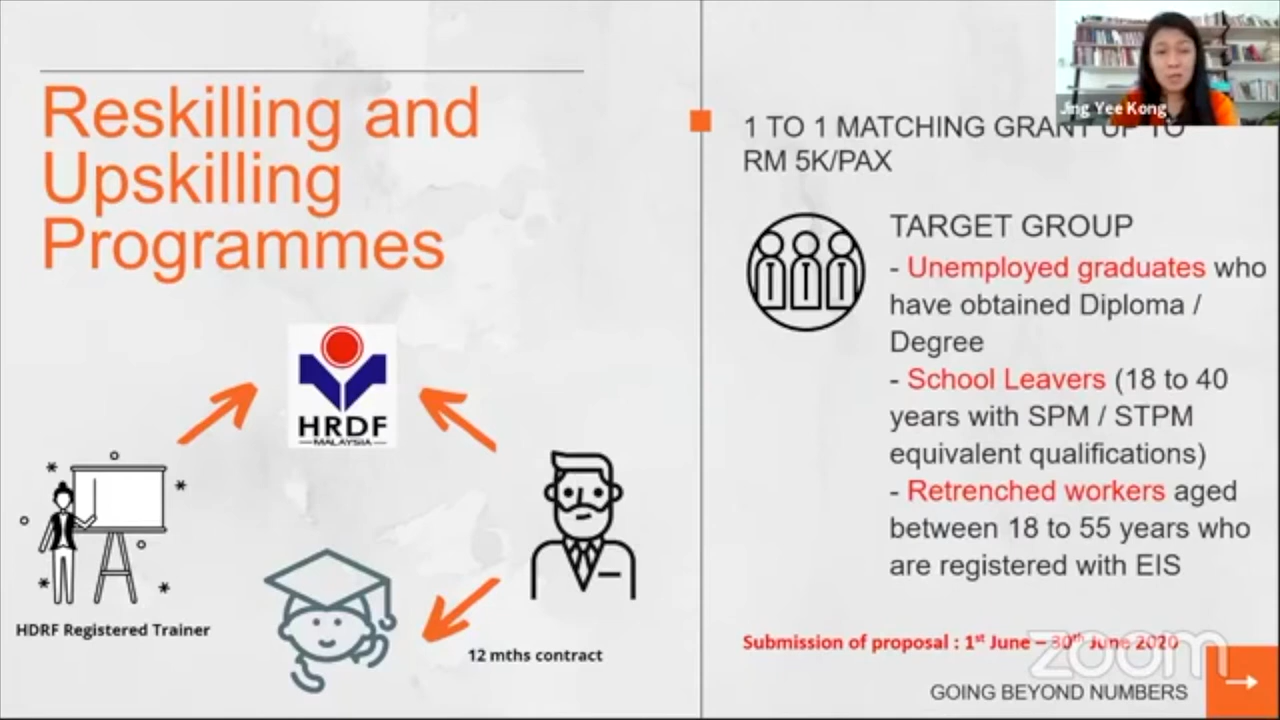 Reskilling and
Upskilling
Programmes
HRDF
MALAYSIA
HDRF Registered Trainer
12 mths contract
Jing Yee Kong
1 TO 1 MATCHING GRANT UP TO
RM 5K/PAX
TARGET GROUP
- Unemployed graduates who
have obtained Diploma /
Degree
- School Leavers (18 to 40
years with SPM / STPM
equivalent qualifications)
- Retrenched workers aged
between 18 to 55 years who
are registered with EIS
Submission of proposal : 1st June – 30th June 2020
zoom
GOING BEYOND NUMBERS